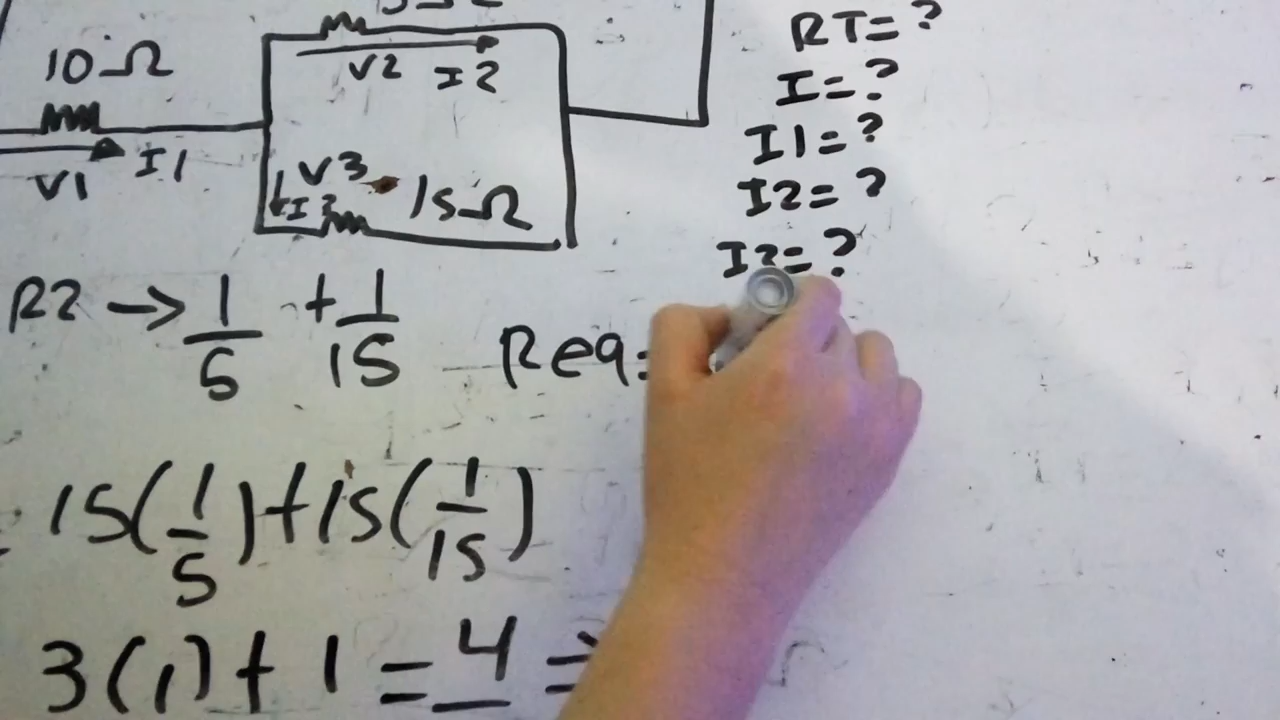 10Ω
V1 I1
V2 I2
V3 15Ω
RT=?
I=?
I1=?
I2=?
I3=?
R2 → 1/5 + 1/15
Req=
= 15(1/5)+15(1/15)
3(1)+1=4 ⇒